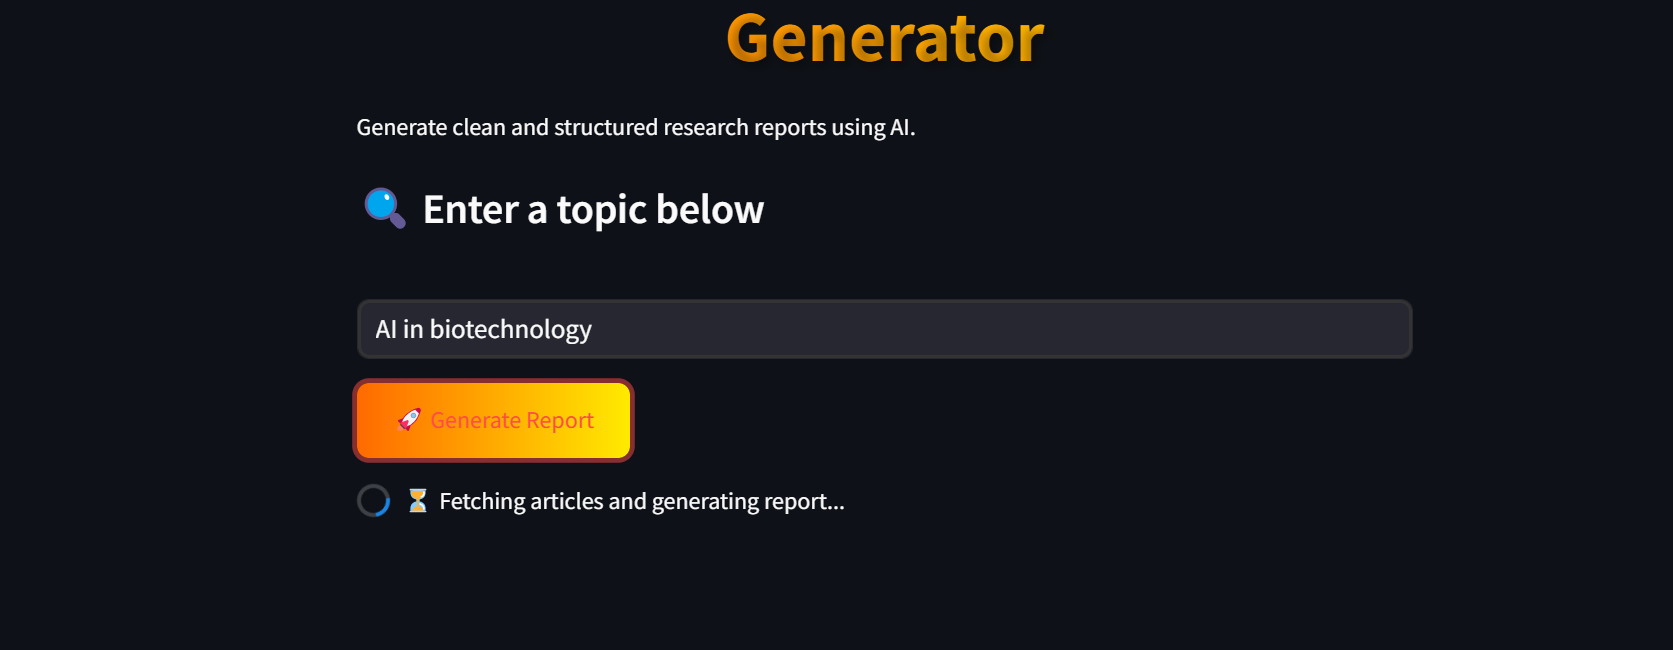 Generator
Generate clean and structured research reports using AI.
🔍 Enter a topic below
AI in biotechnology
🚀 Generate Report
⏳ Fetching articles and generating report...